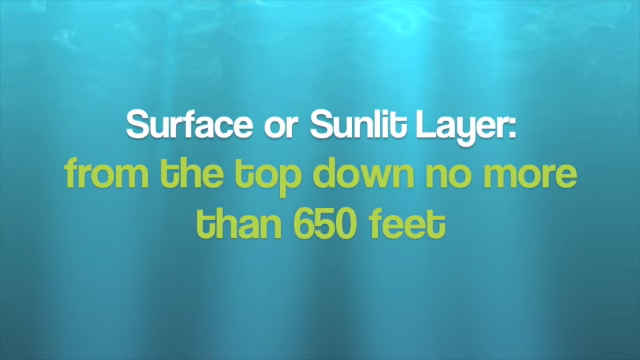 Surface or Sunlit Layer:
from the top down no more
than 650 feet